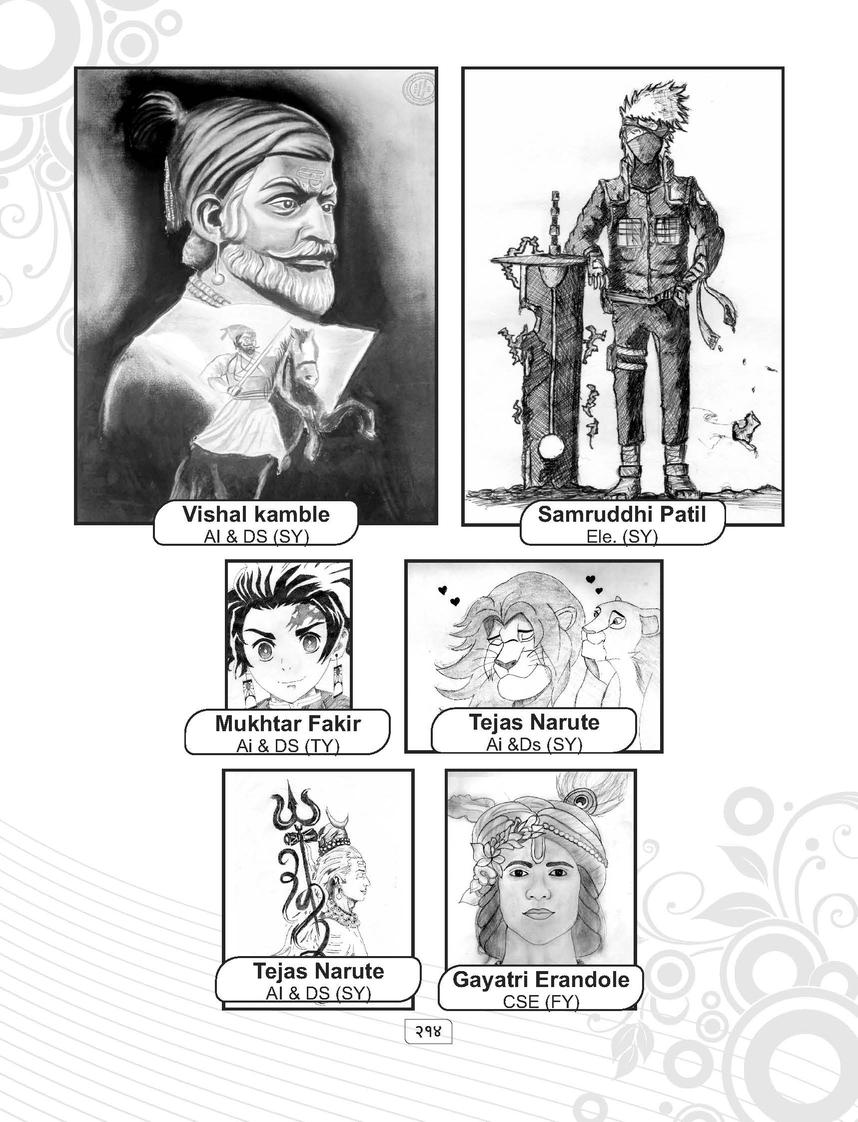 Vishal kamble
AI & DS (SY)
Samruddhi Patil
Ele. (SY)
Mukhtar Fakir
Ai & DS (TY)
Tejas Narute
Ai &Ds (SY)
Tejas Narute
AI & DS (SY)
Gayatri Erandole
CSE (FY)
२१४